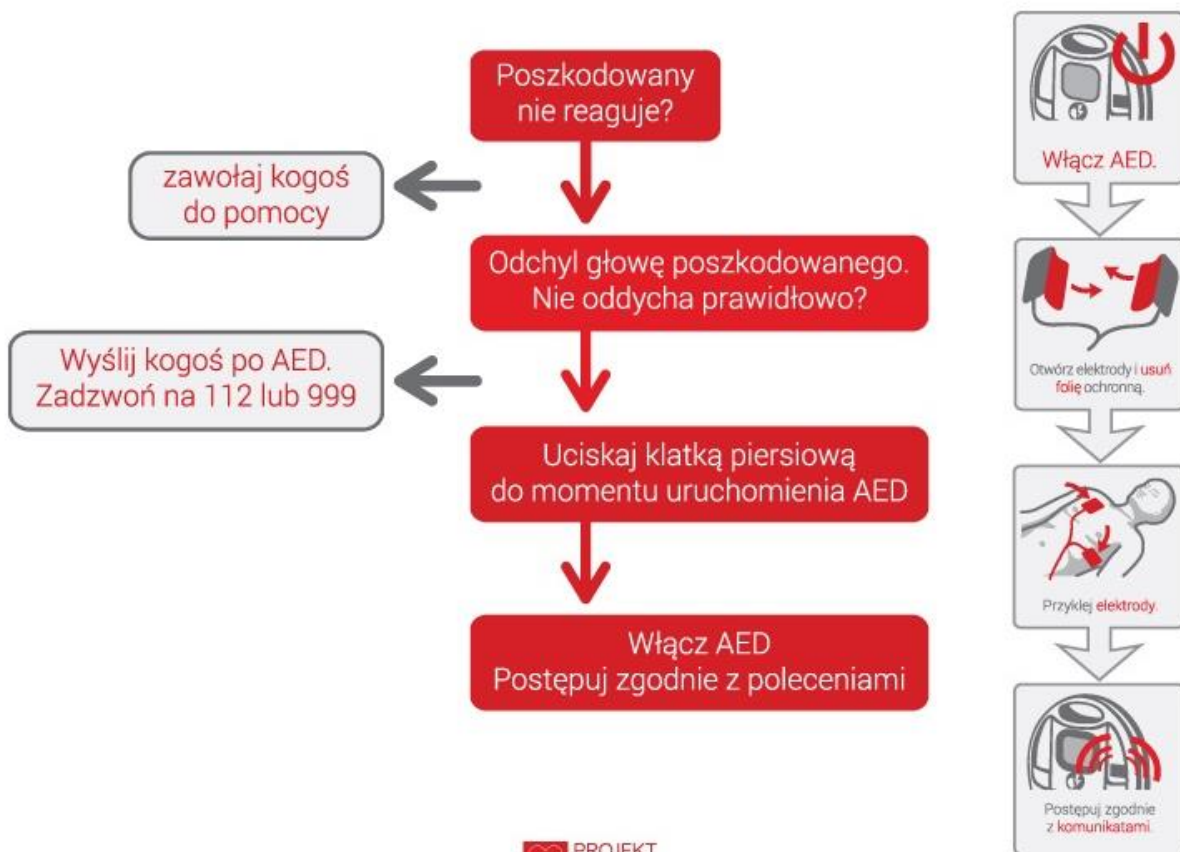 Poszkodowany
nie reaguje?
zawołaj kogoś
do pomocy
Odchyl głowę poszkodowanego.
Nie oddycha prawidłowo?
Wyślij kogoś po AED.
Zadzwoń na 112 lub 999
Uciskaj klatką piersiową
do momentu uruchomienia AED
Włącz AED
Postępuj zgodnie z poleceniami
PROJEKT
Włącz AED.
Otwórz elektrody i usuń
folię ochronną.
Przyklej elektrody.
Postępuj zgodnie
z komunikatami.